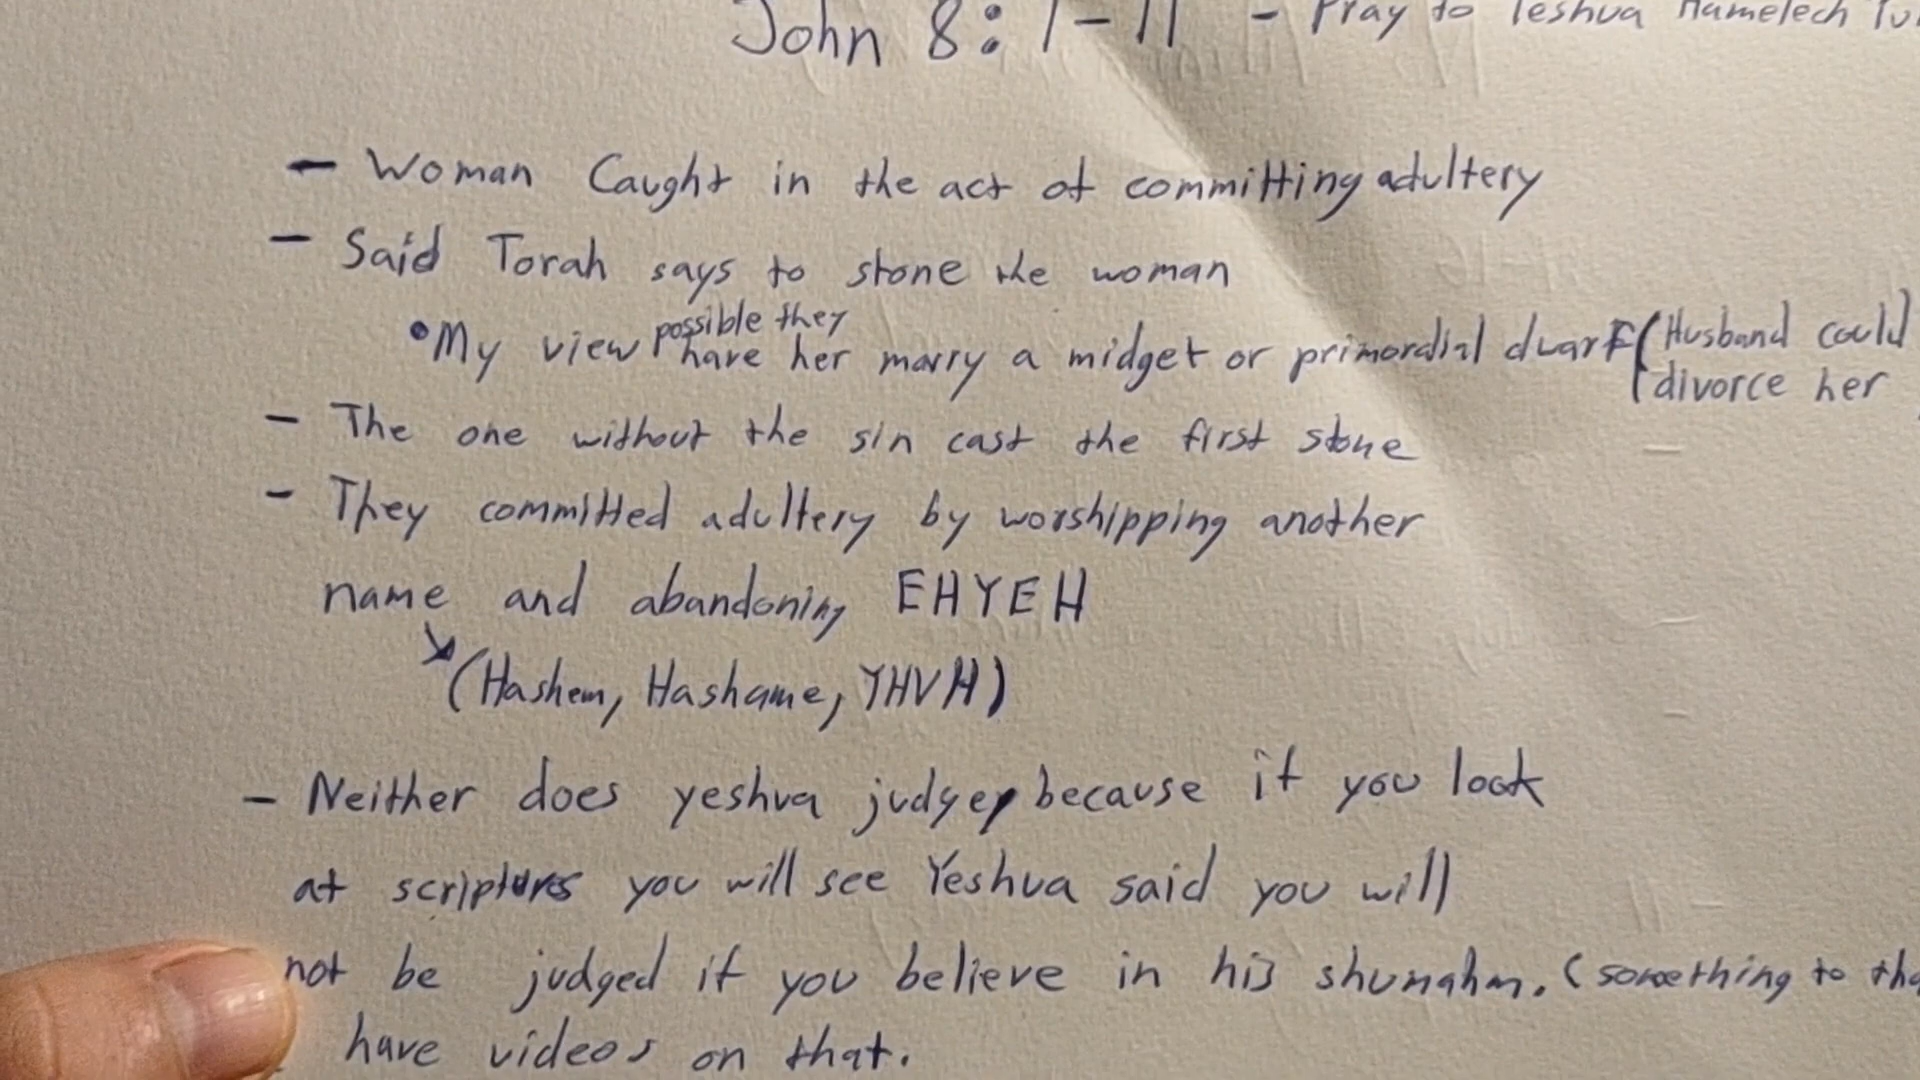 John 8: 1-11 - Pray to Yeshua Hamelech
- Woman Caught in the act of committing adultery
- Said Torah says to stone the woman
• My view possible they have her marry a midget or primordial dwarf (Husband could divorce her
- The one without the sin cast the first stone
- They committed adultery by worshipping another
name and abandoning EHYEH
(Hashem, Hashame, YHVH)
- Neither does yeshua judge, because if you look
at scriptures you will see Yeshua said you will
not be judged if you believe in his shumahm. (something to
have videos on that.